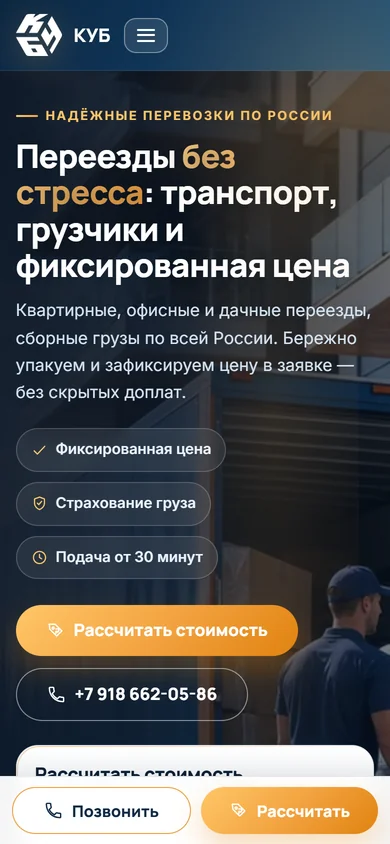 КУБ
НАДЁЖНЫЕ ПЕРЕВОЗКИ ПО РОССИИ
Переезды без
стресса: транспорт,
грузчики и
фиксированная цена
Квартирные, офисные и дачные переезды,
сборные грузы по всей России. Бережно
упакуем и зафиксируем цену в заявке —
без скрытых доплат.
Фиксированная цена
Страхование груза
Подача от 30 минут
Рассчитать стоимость
+7 918 662-05-86
Рассчитать стоимость
Позвонить
Рассчитать